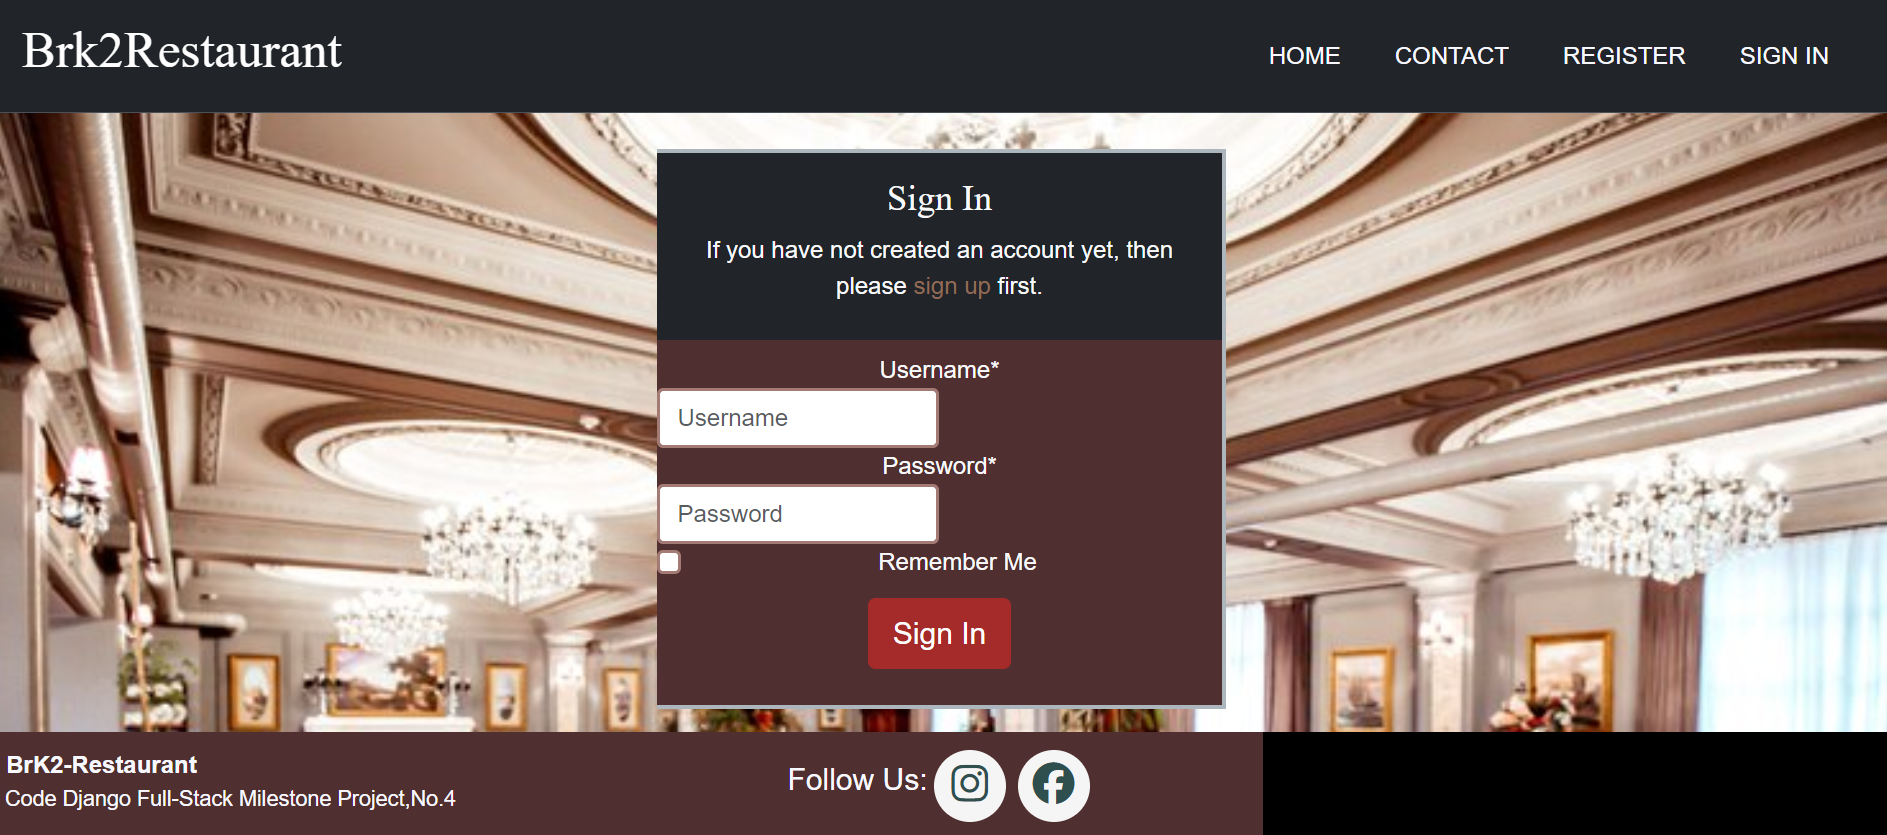 Brk2Restaurant
HOME CONTACT REGISTER SIGN IN
Sign In
If you have not created an account yet, then
please sign up first.
Username*
Username
Password*
Password
Remember Me
Sign In
BrK2-Restaurant
Code Django Full-Stack Milestone Project,No.4
Follow Us: